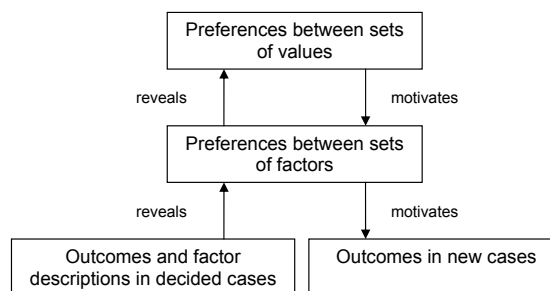 Preferences between sets
of values
reveals
motivates
Preferences between sets
of factors
reveals
motivates
Outcomes and factor
descriptions in decided cases
Outcomes in new cases